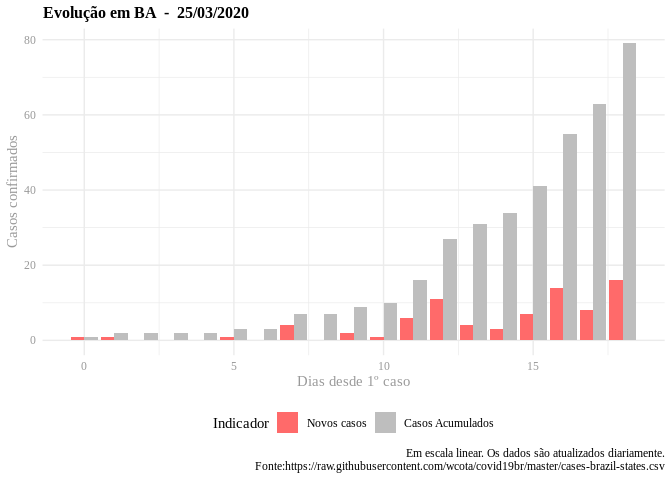 Evolução em BA - 25/03/2020
80
60
40
20
0
Casos confirmados
0 5 10 15
Dias desde 1º caso
Indicador Novos casos Casos Acumulados
Em escala linear. Os dados são atualizados diariamente.
Fonte:https://raw.githubusercontent.com/wcota/covid19br/master/cases-brazil-states.csv